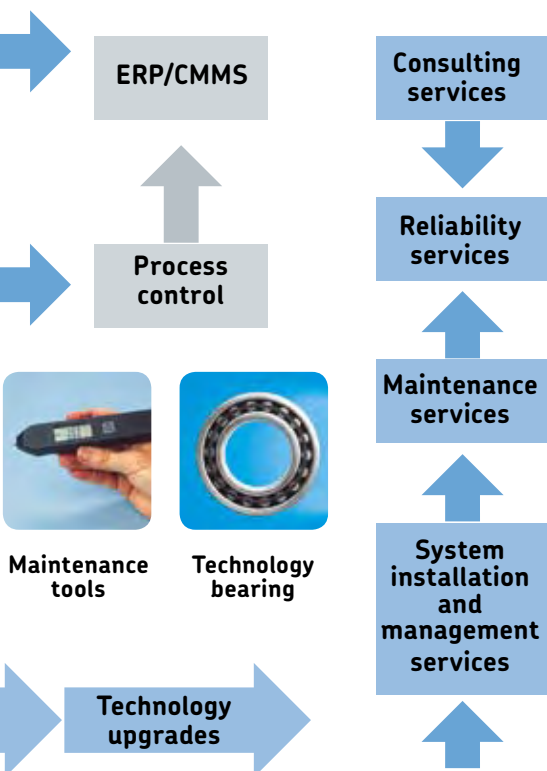 ERP/CMMS
Process
control
Maintenance
tools
Technology
bearing
Technology
upgrades
Consulting
services
Reliability
services
Maintenance
services
System
installation
and
management
services